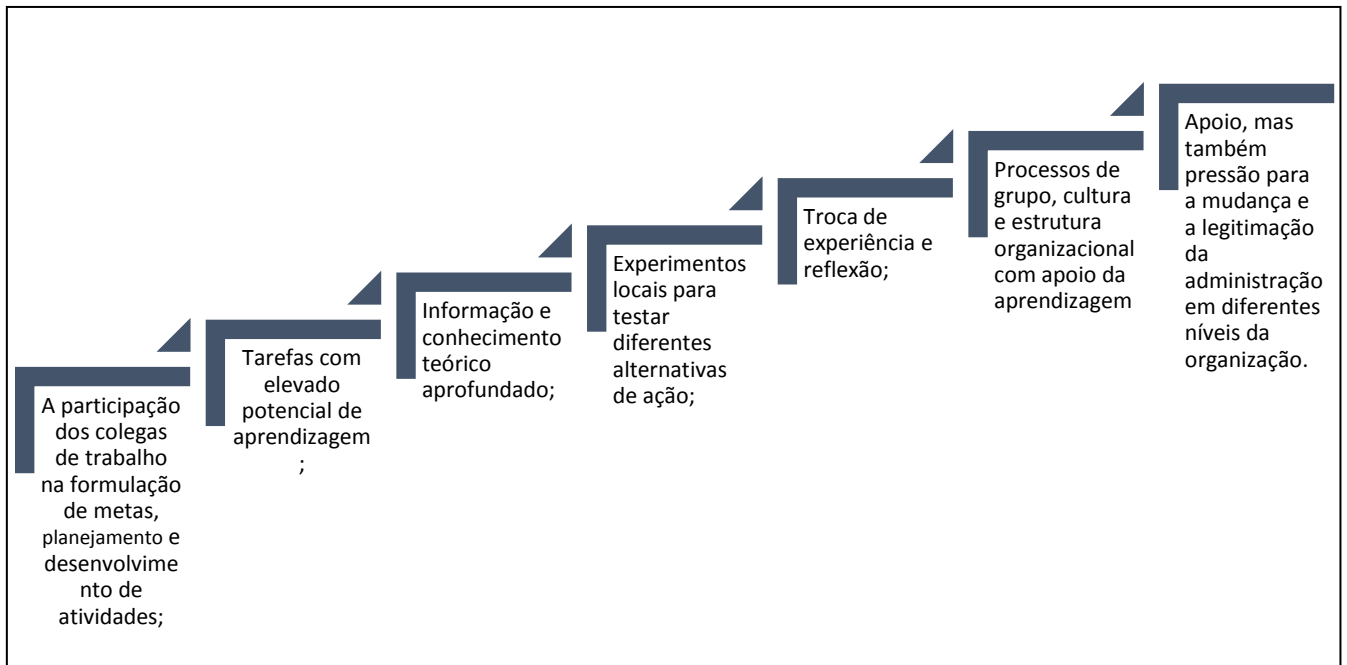 A participação
dos colegas
de trabalho
na formulação
de metas,
planejamento e
desenvolvime
nto de
atividades;
Tarefas com
elevado
potencial de
aprendizagem
;
Informação e
conhecimento
teórico
aprofundado;
Experimentos
locais para
testar
diferentes
alternativas
de ação;
Troca de
experiência e
reflexão;
Processos de
grupo, cultura
e estrutura
organizacional
com apoio da
aprendizagem
Apoio, mas
também
pressão para
a mudança e
a legitimação
da
administração
em diferentes
níveis da
organização.